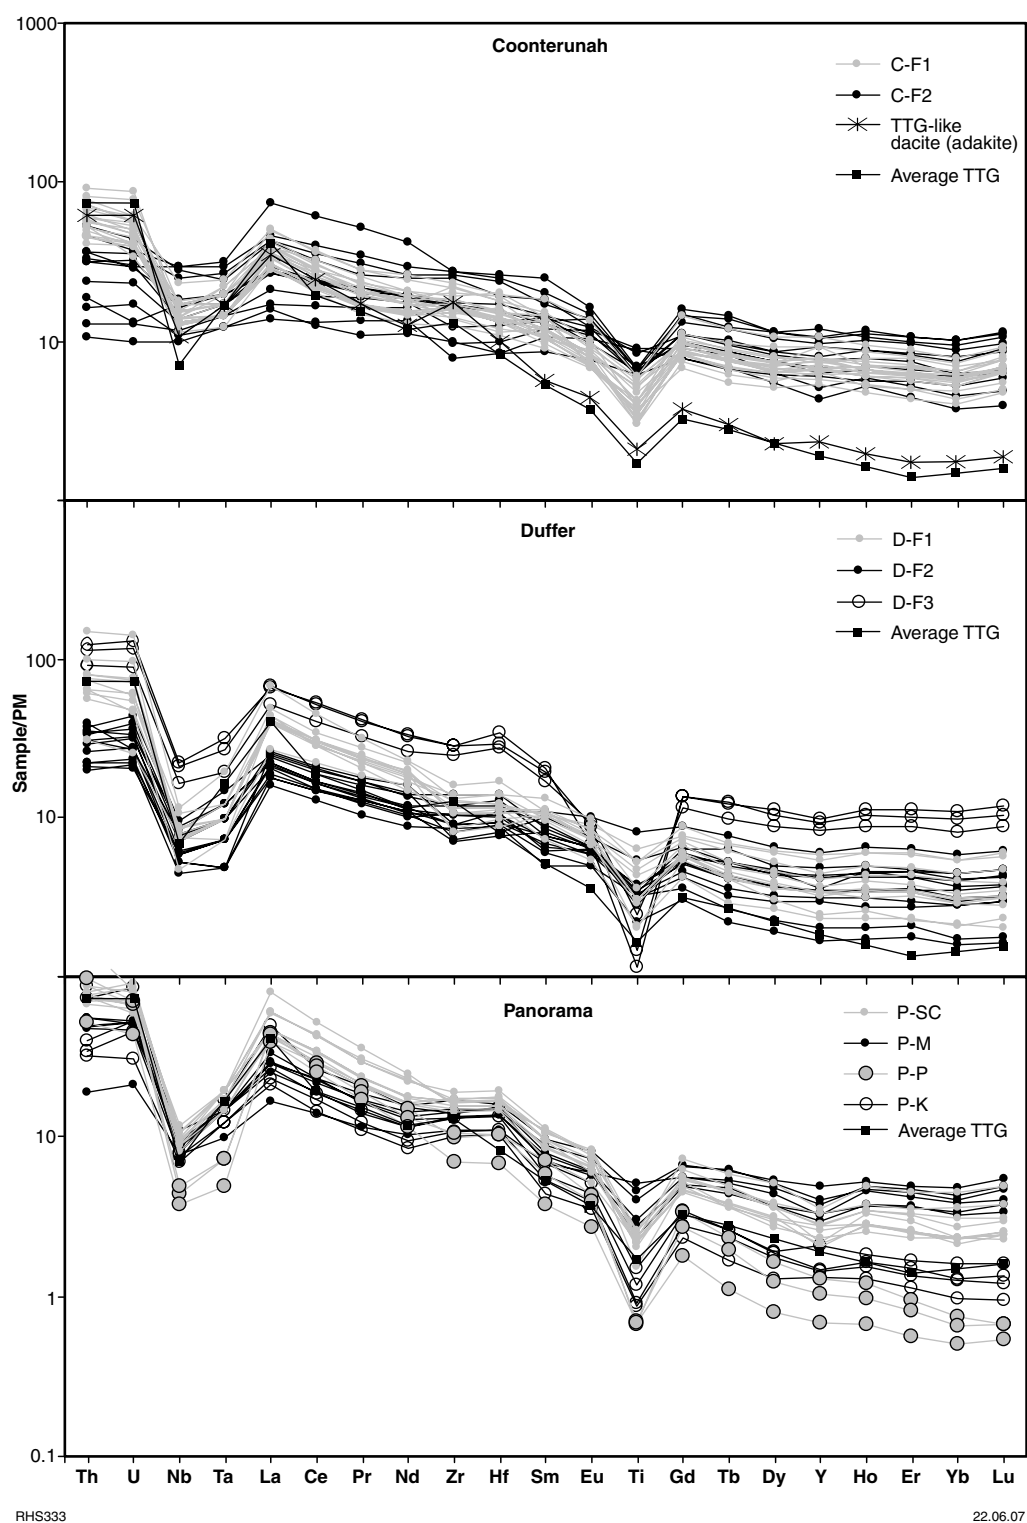 1000
Coonterunah
C-F1
C-F2
TTG-like
dacite (adakite)
Average TTG
100
10
Duffer
D-F1
D-F2
D-F3
Average TTG
100
Sample/PM
10
Panorama
P-SC
P-M
P-P
P-K
Average TTG
10
1
0.1
Th U Nb Ta La Ce Pr Nd Zr Hf Sm Eu Ti Gd Tb Dy Y Ho Er Yb Lu
RHS333 22.06.07